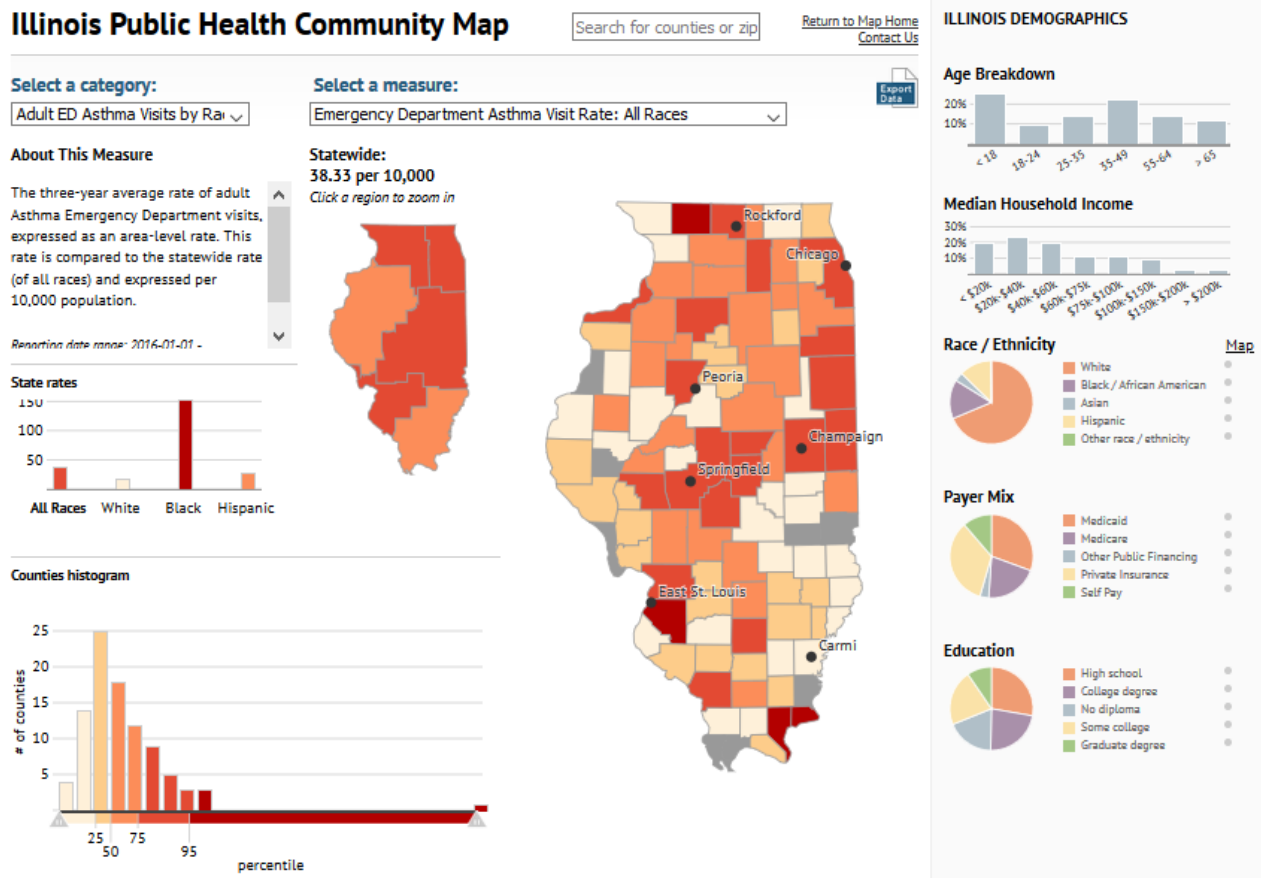 Illinois Public Health Community Map
Search for counties or zip
Return to Map Home
Contact Us
Select a category:
Select a measure:
Export
Data
Adult ED Asthma Visits by Ra
Emergency Department Asthma Visit Rate: All Races
About This Measure
The three-year average rate of adult
Asthma Emergency Department visits,
expressed as an area-level rate. This
rate is compared to the statewide rate
(of all races) and expressed per
10,000 population.
Reporting date range: 2016-01-01 -
Statewide:
38.33 per 10,000
Click a region to zoom in
State rates
150
100
50
All Races
White
Black
Hispanic
Counties histogram
# of counties
25
20
15
10
5
25
50
75
95
percentile
Rockford
Chicago
Peoria
Champaign
Springfield
East St. Louis
Carmi
ILLINOIS DEMOGRAPHICS
Age Breakdown
20%
10%
< 18
18-24
25-35
35-49
55-64
> 65
Median Household Income
30%
20%
10%
< $20k
$20k-$40k
$40k-$60k
$60k-$75k
$75k-$100k
$100k-$150k
$150k-$200k
> $200k
Race / Ethnicity
Map
White
Black / African American
Asian
Hispanic
Other race / ethnicity
Payer Mix
Medicaid
Medicare
Other Public Financing
Private Insurance
Self Pay
Education
High school
College degree
No diploma
Some college
Graduate degree